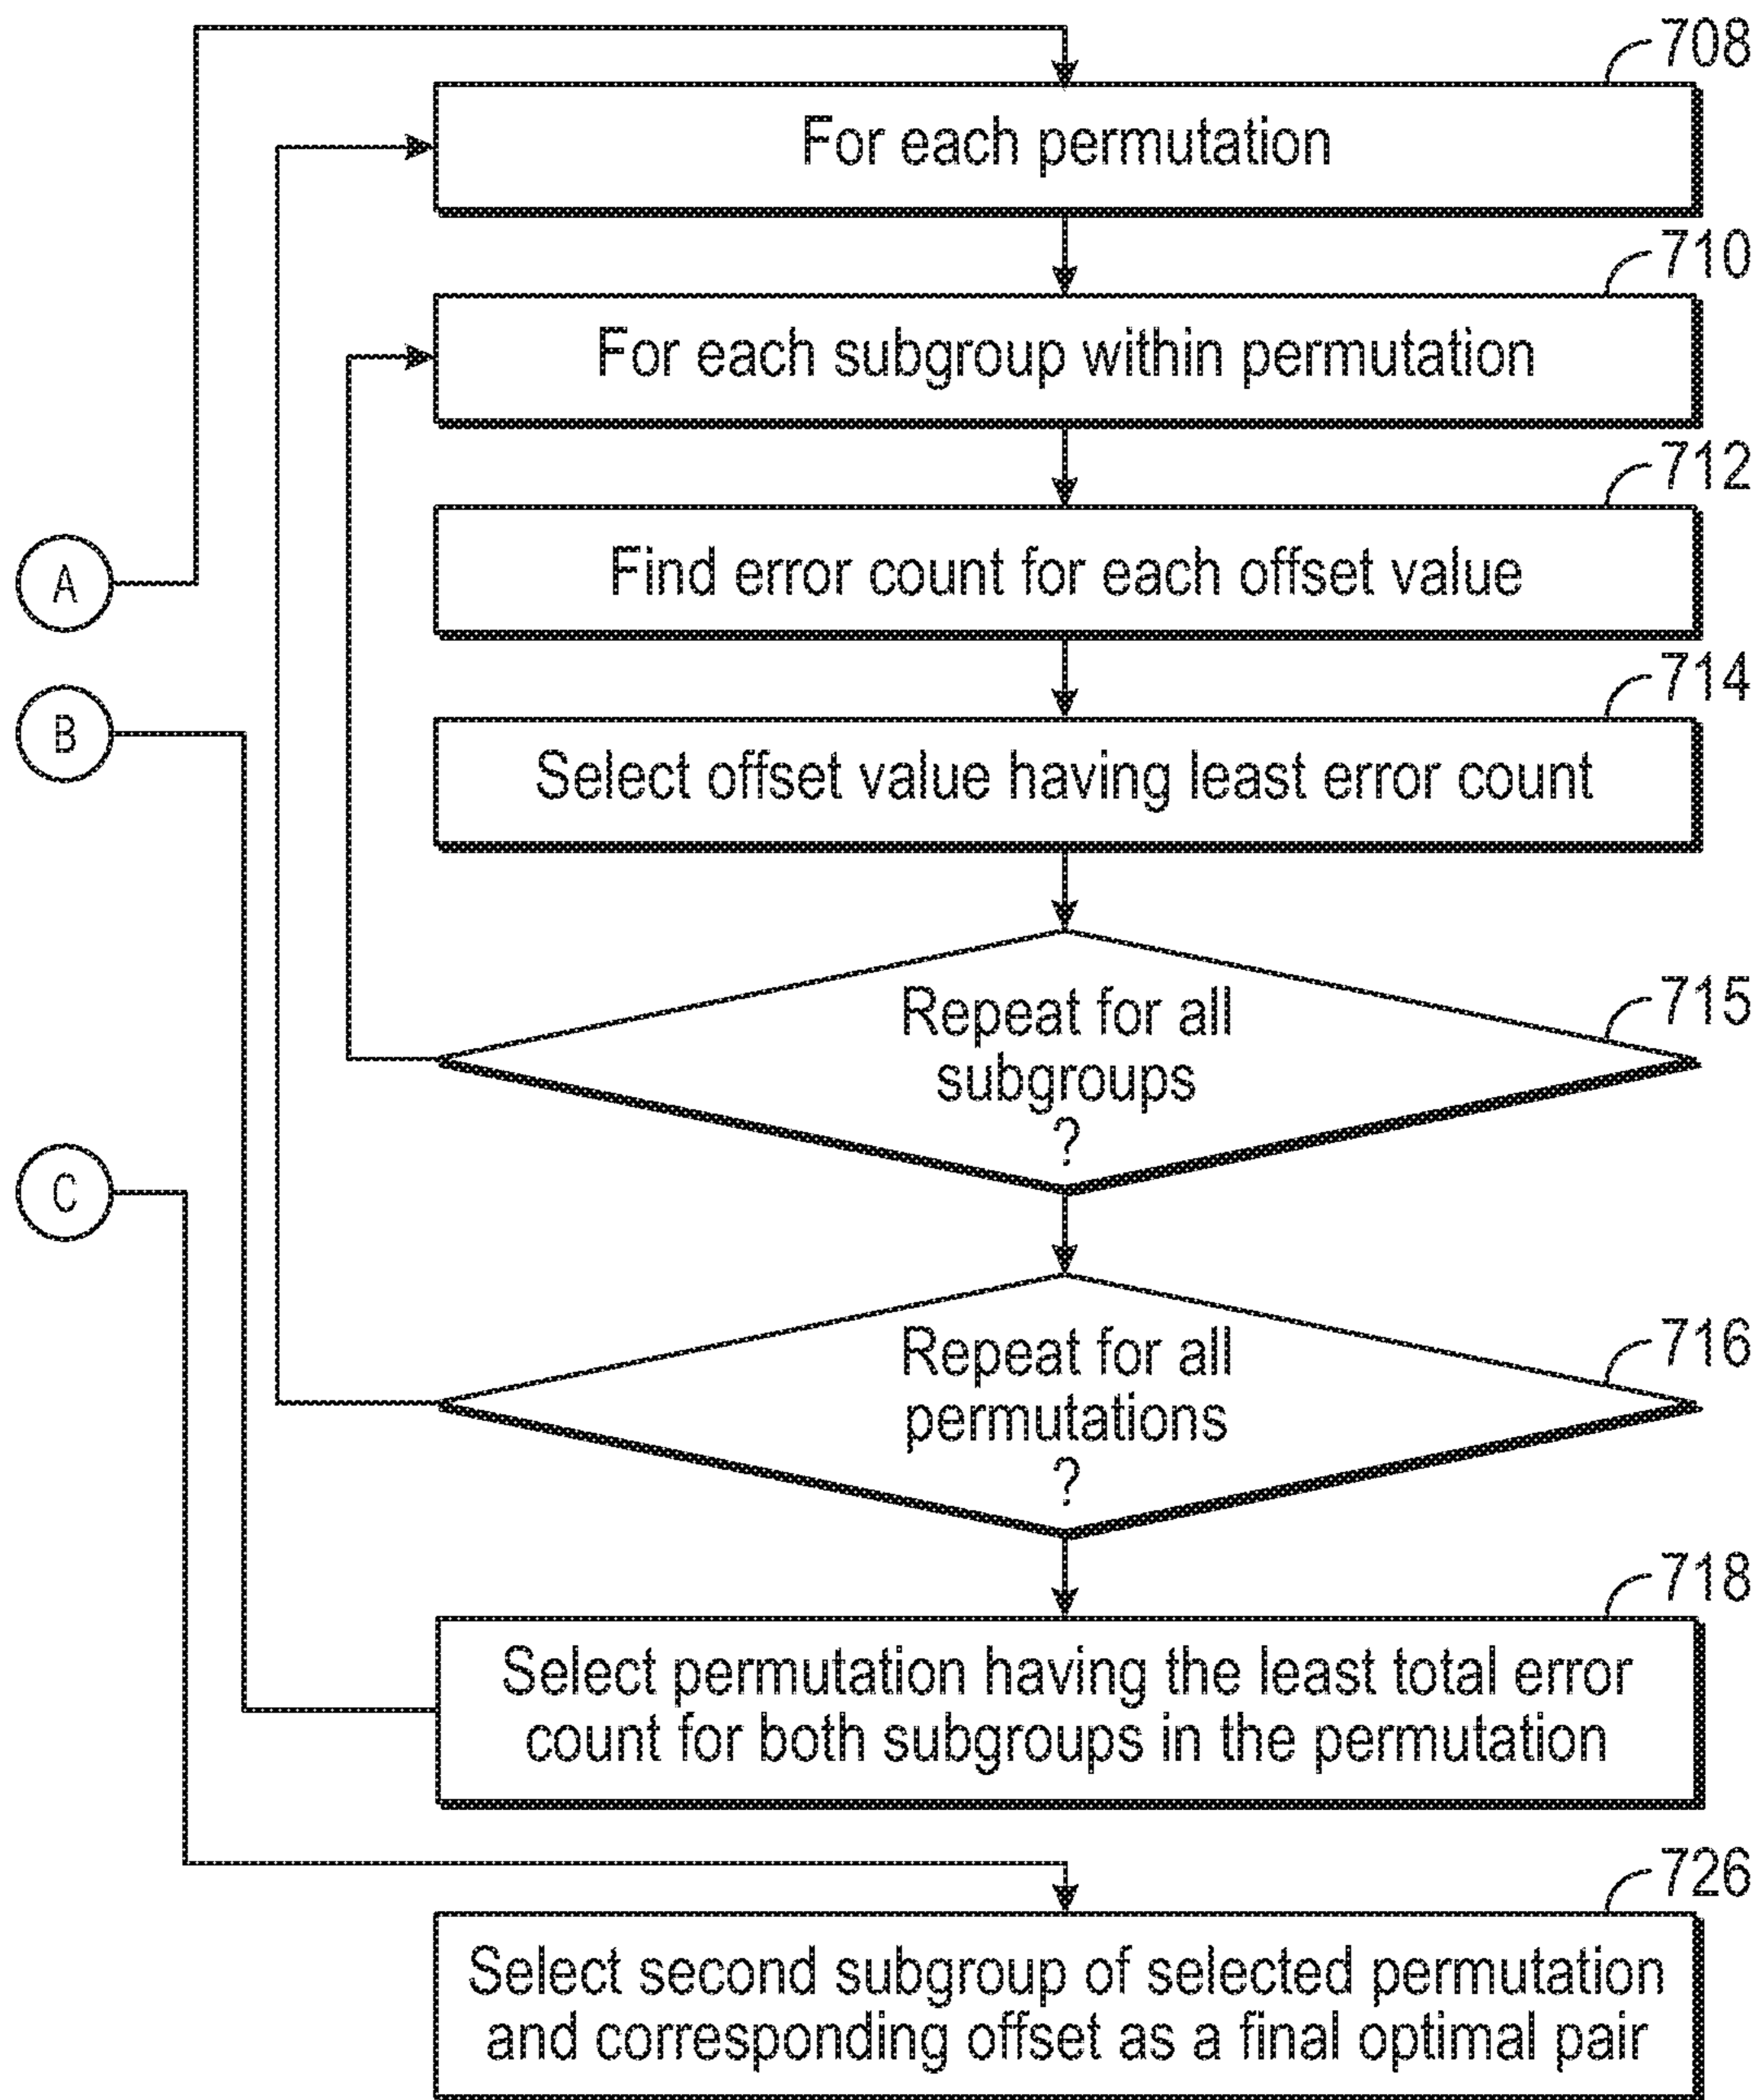 708
For each permutation
710
For each subgroup within permutation
712
Find error count for each offset value
A
714
Select offset value having least error count
B
715
Repeat for all
subgroups
?
C
716
Repeat for all
permutations
?
718
Select permutation having the least total error
count for both subgroups in the permutation
726
Select second subgroup of selected permutation
and corresponding offset as a final optimal pair